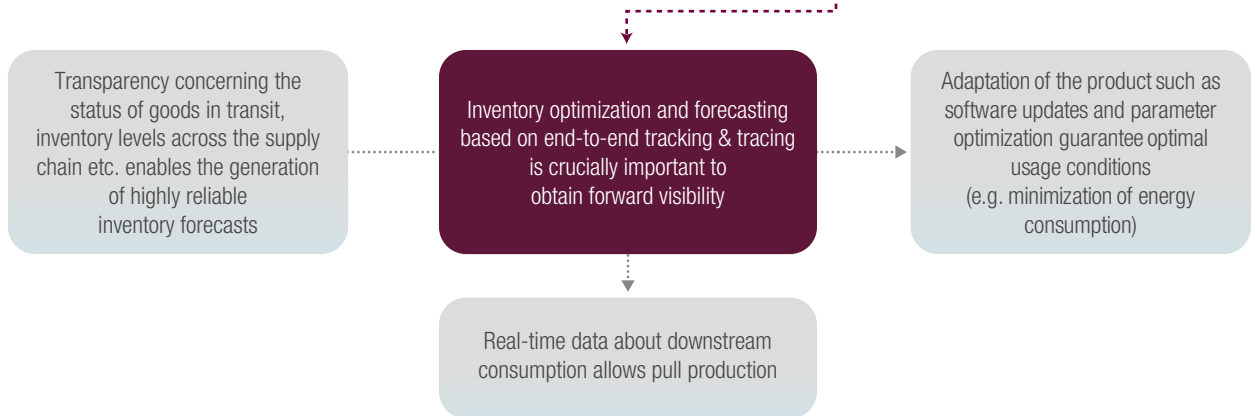 Transparency concerning the
status of goods in transit,
inventory levels across the supply
chain etc. enables the generation
of highly reliable
inventory forecasts
Inventory optimization and forecasting
based on end-to-end tracking & tracing
is crucially important to
obtain forward visibility
Adaptation of the product such as
software updates and parameter
optimization guarantee optimal
usage conditions
(e.g. minimization of energy
consumption)
Real-time data about downstream
consumption allows pull production